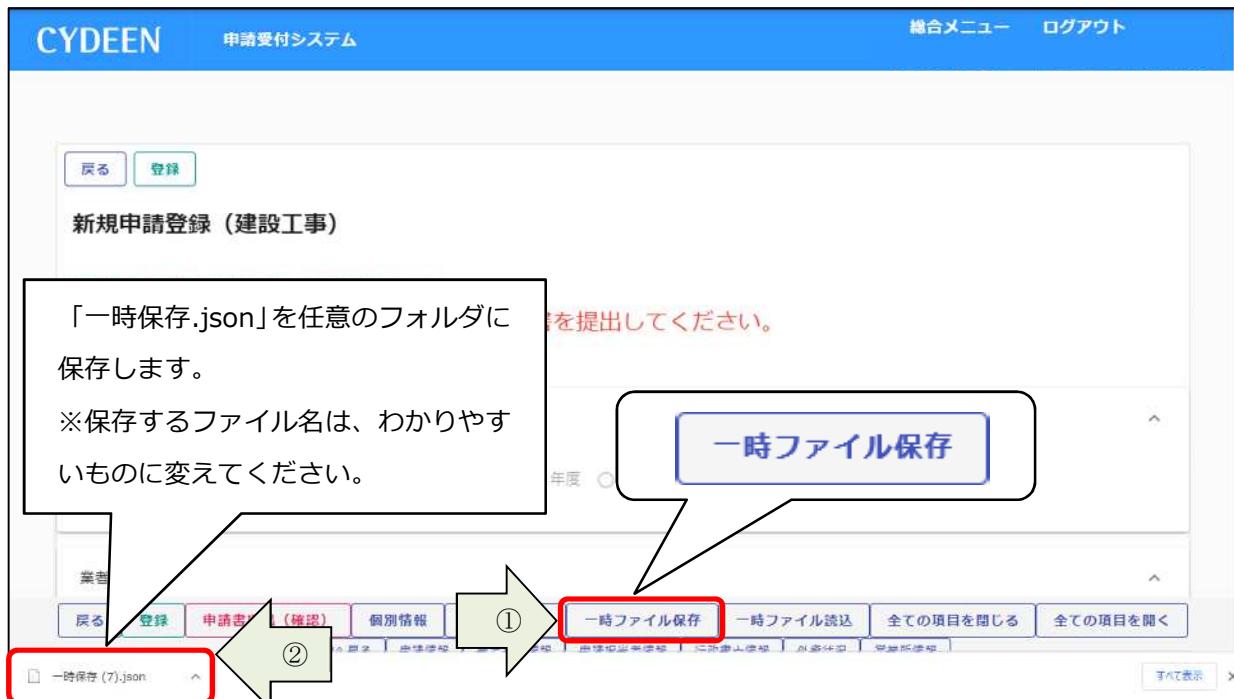 CYDEEN
申請受付システム
総合メニュー ログアウト
戻る 登録
新規申請登録（建設工事）
「一時保存.json」を任意のフォルダに
保存します。
※保存するファイル名は、わかりやす
いものに変えてください。
を提出してください。
一時ファイル保存
年度
業者
戻る 登録 申請書 （確認） 個別情報 ① 一時ファイル保存 一時ファイル読込 全ての項目を閉じる 全ての項目を開く
②
一時保存 (7).json
すべて表示